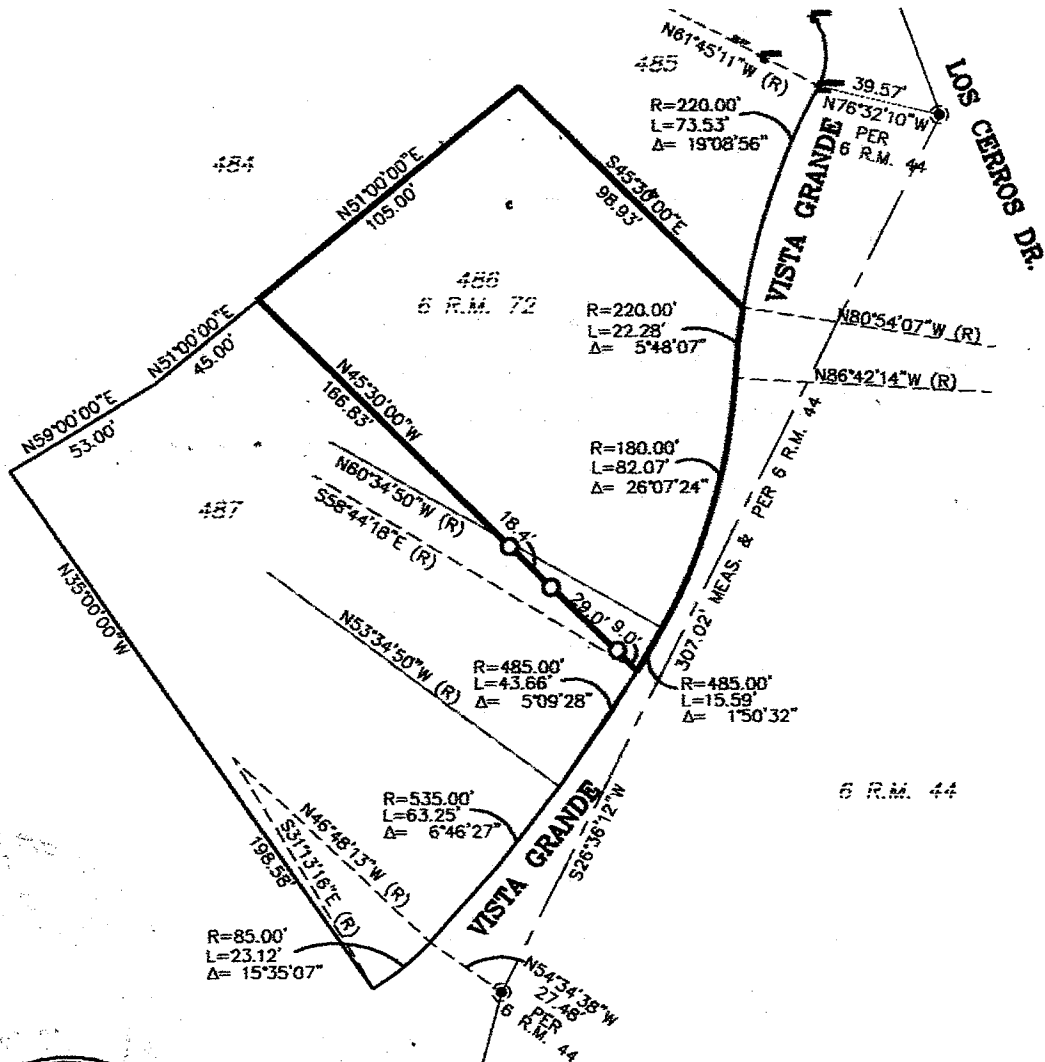 N61°45'11"W (R)
485
LOS CERROS DR.
39.57'
N76°32'10"W
PER
6 R.M. 44
R=220.00'
L=73.53'
Δ= 19°08'56"
VISTA GRANDE
484
N51°00'00"E
105.00'
S45°30'00"E
98.93'
486
6 R.M. 72
R=220.00'
L=22.28'
Δ= 5°48'07"
N80°54'07"W (R)
N86°42'14"W (R)
N51°00'00"E
45.00'
N59°00'00"E
53.00'
N45°30'00"W
166.83'
R=180.00'
L=82.07'
Δ= 26°07'24"
307.02' MEAS. & PER 6 R.M. 44
487
N60°34'50"W (R)
S58°44'18"E (R)
18.4'
29.0'
9.0'
N35°00'00"W
198.58'
N53°34'50"W (R)
R=485.00'
L=43.66'
Δ= 5°09'28"
R=485.00'
L=15.59'
Δ= 1°50'32"
6 R.M. 44
R=535.00'
L=63.25'
Δ= 6°46'27"
N46°48'13"W (R)
S31°13'16"E (R)
VISTA GRANDE
S26°36'12"W
R=85.00'
L=23.12'
Δ= 15°35'07"
N54°34'38"W
27.48'
PER
6 R.M. 44